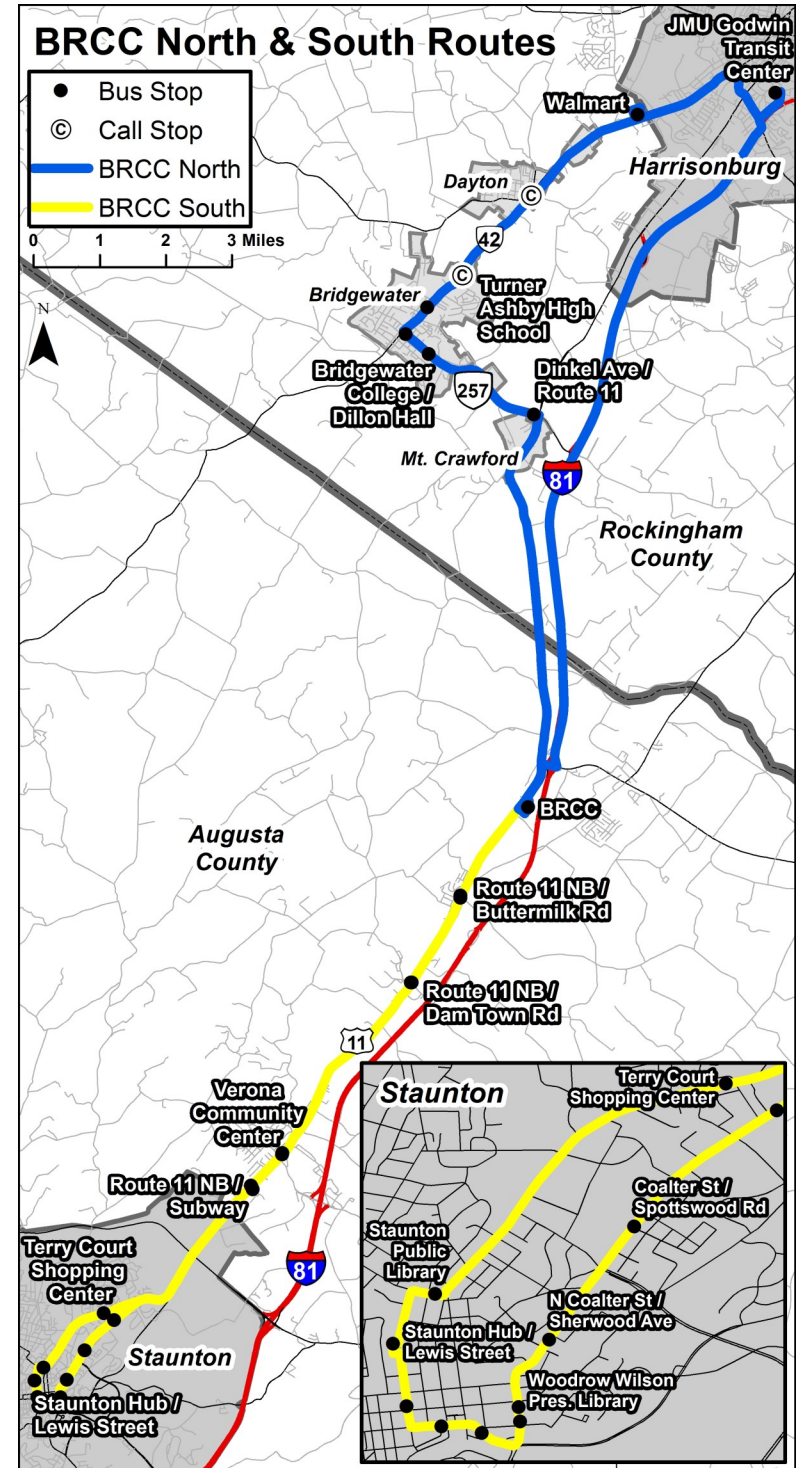 BRCC North & South Routes
Bus Stop
© Call Stop
BRCC North
BRCC South
0 1 2 3 Miles
N
JMU Godwin
Transit
Center
Walmart
Harrisonburg
Dayton
©
42
©
Bridgewater
Turner
Ashby High
School
Bridgewater
College /
Dillon Hall
257
Dinkel Ave /
Route 11
Mt. Crawford
81
Rockingham
County
BRCC
Augusta
County
Route 11 NB /
Buttermilk Rd
Route 11 NB /
Dam Town Rd
11
Verona
Community
Center
Route 11 NB /
Subway
Terry Court
Shopping
Center
81
Staunton
Staunton Hub /
Lewis Street
Staunton
Terry Court
Shopping Center
Coalter St /
Spottswood Rd
Staunton
Public
Library
N Coalter St /
Sherwood Ave
Staunton Hub /
Lewis Street
Woodrow Wilson
Pres. Library